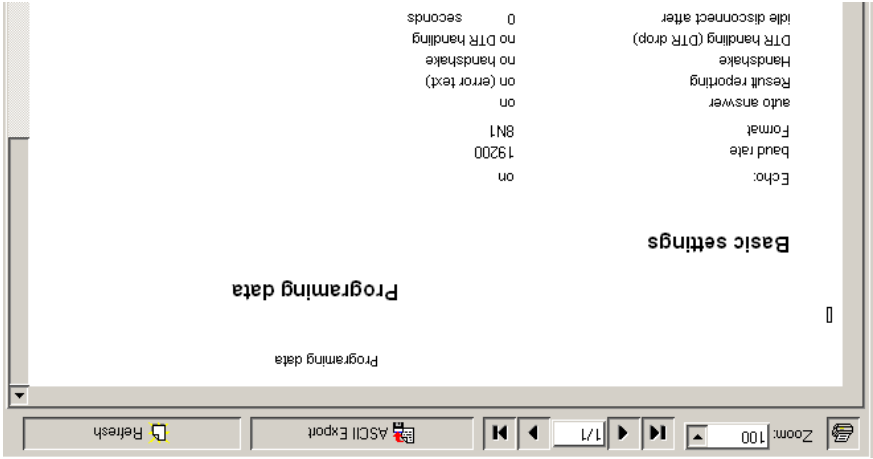 Zoom: 100 1/1 ASCII Export Refresh
Programing data
Programing data
Basic settings
Echo: on
baud rate 19200
Format 8N1
auto answer on
Result reporting on (error text)
Handshake no handshake
DTR handling (DTR drop) no DTR handling
idle disconnect after 0 seconds